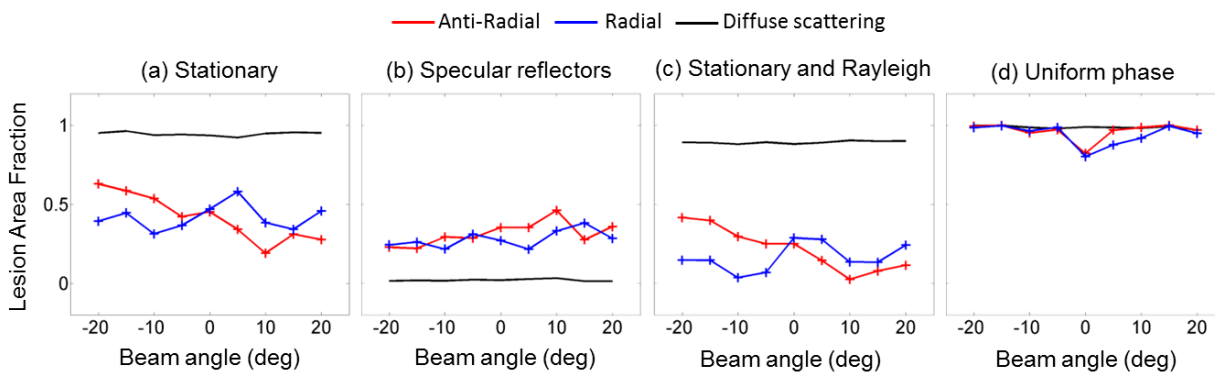 Anti-Radial Radial Diffuse scattering
(a) Stationary (b) Specular reflectors (c) Stationary and Rayleigh (d) Uniform phase
Lesion Area Fraction
1
0.5
0
-20 -10 0 10 20 -20 -10 0 10 20 -20 -10 0 10 20 -20 -10 0 10 20
Beam angle (deg) Beam angle (deg) Beam angle (deg) Beam angle (deg)